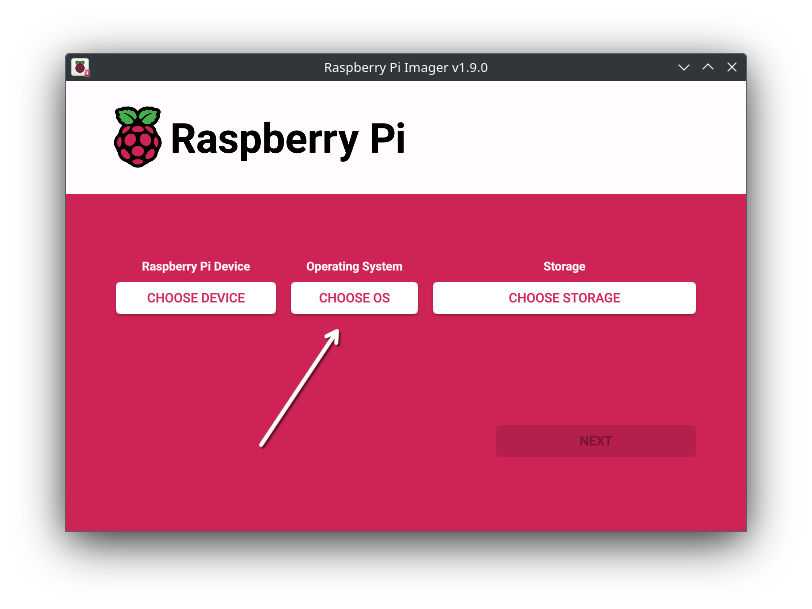 Raspberry Pi Imager v1.9.0
Raspberry Pi
Raspberry Pi Device
Operating System
Storage
CHOOSE DEVICE
CHOOSE OS
CHOOSE STORAGE
NEXT